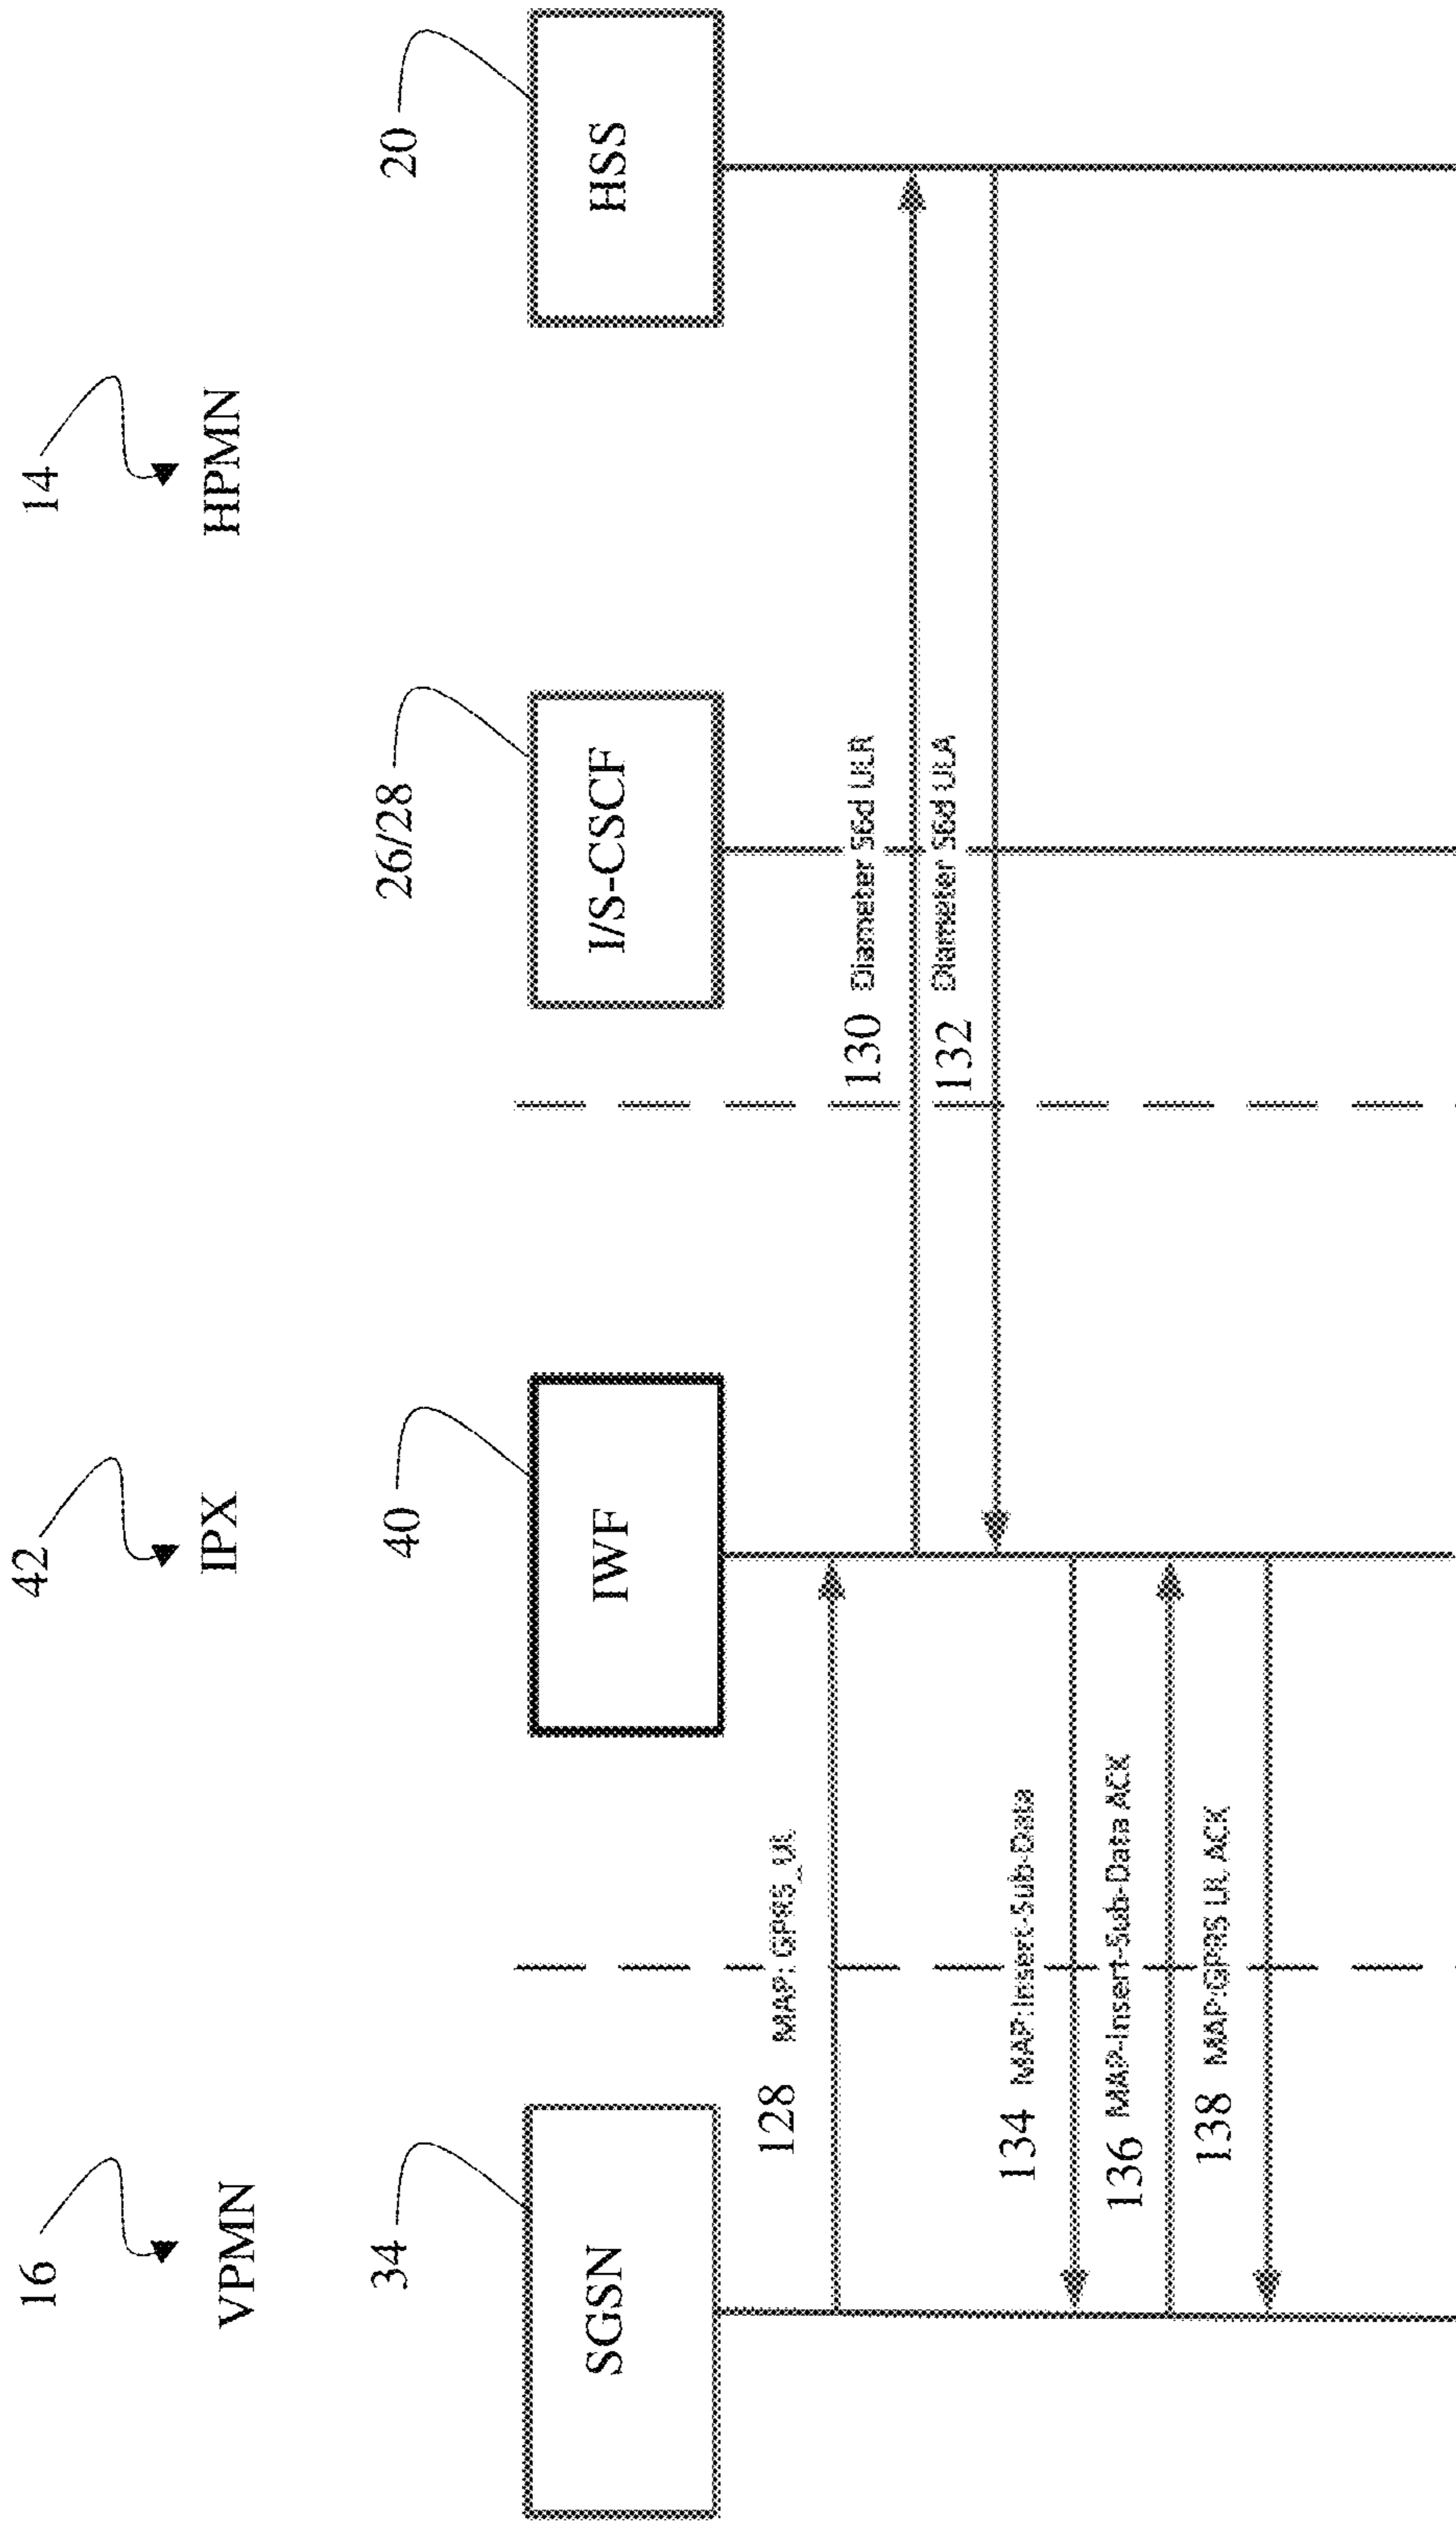 16
42
14
VPMN
IPX
HPMN
34
40
26/28
20
SGSN
IWF
I/S-CSCF
HSS
128 MAP: GPRS_UL
130 Diameter S6d ULR
132 Diameter S6d ULA
134 MAP:Insert-Sub-Data
136 MAP-Insert-Sub-Data ACK
138 MAP:GPRS LR, ACK